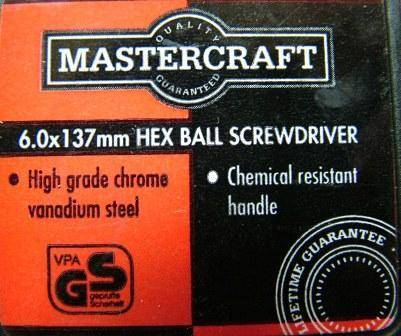 QUALITY
MASTERCRAFT
GUARANTEED
6.0x137mm HEX BALL SCREWDRIVER
• High grade chrome
vanadium steel
• Chemical resistant
handle
VPA
GS
geprüfte
Sicherheit
LIFETIME GUARANTEE